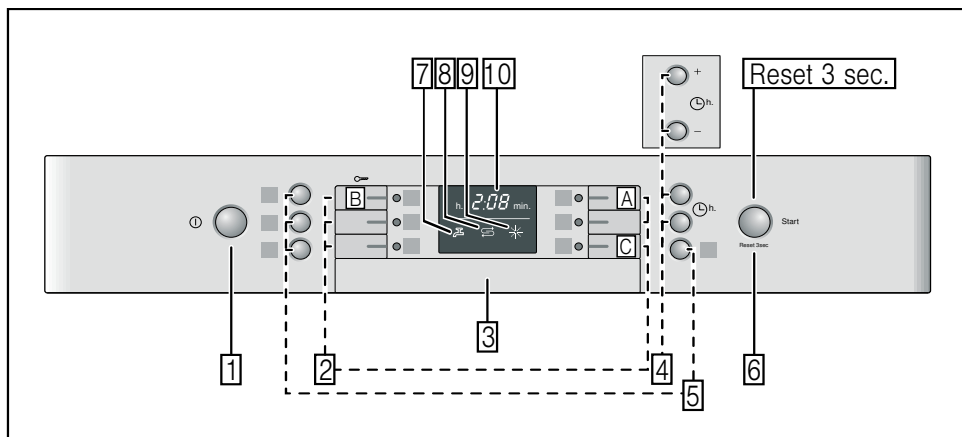 7 8 9 10
+
h.
–
Reset 3 sec.
B
h. 2:08 min.
A
h.
Start
C
Reset 3sec
3
1
2
4
5
6